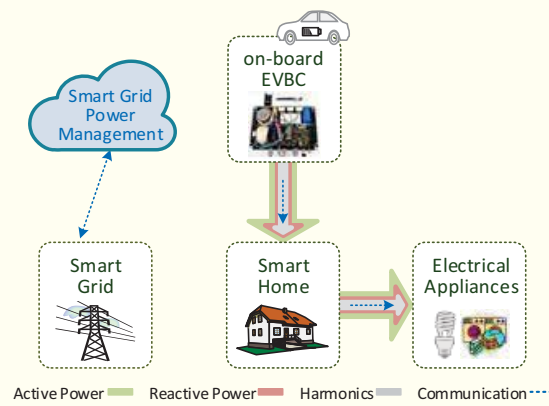 on-board
EVBC
Smart Grid
Power
Management
Smart
Grid
Smart
Home
Electrical
Appliances
Active Power Reactive Power Harmonics Communication